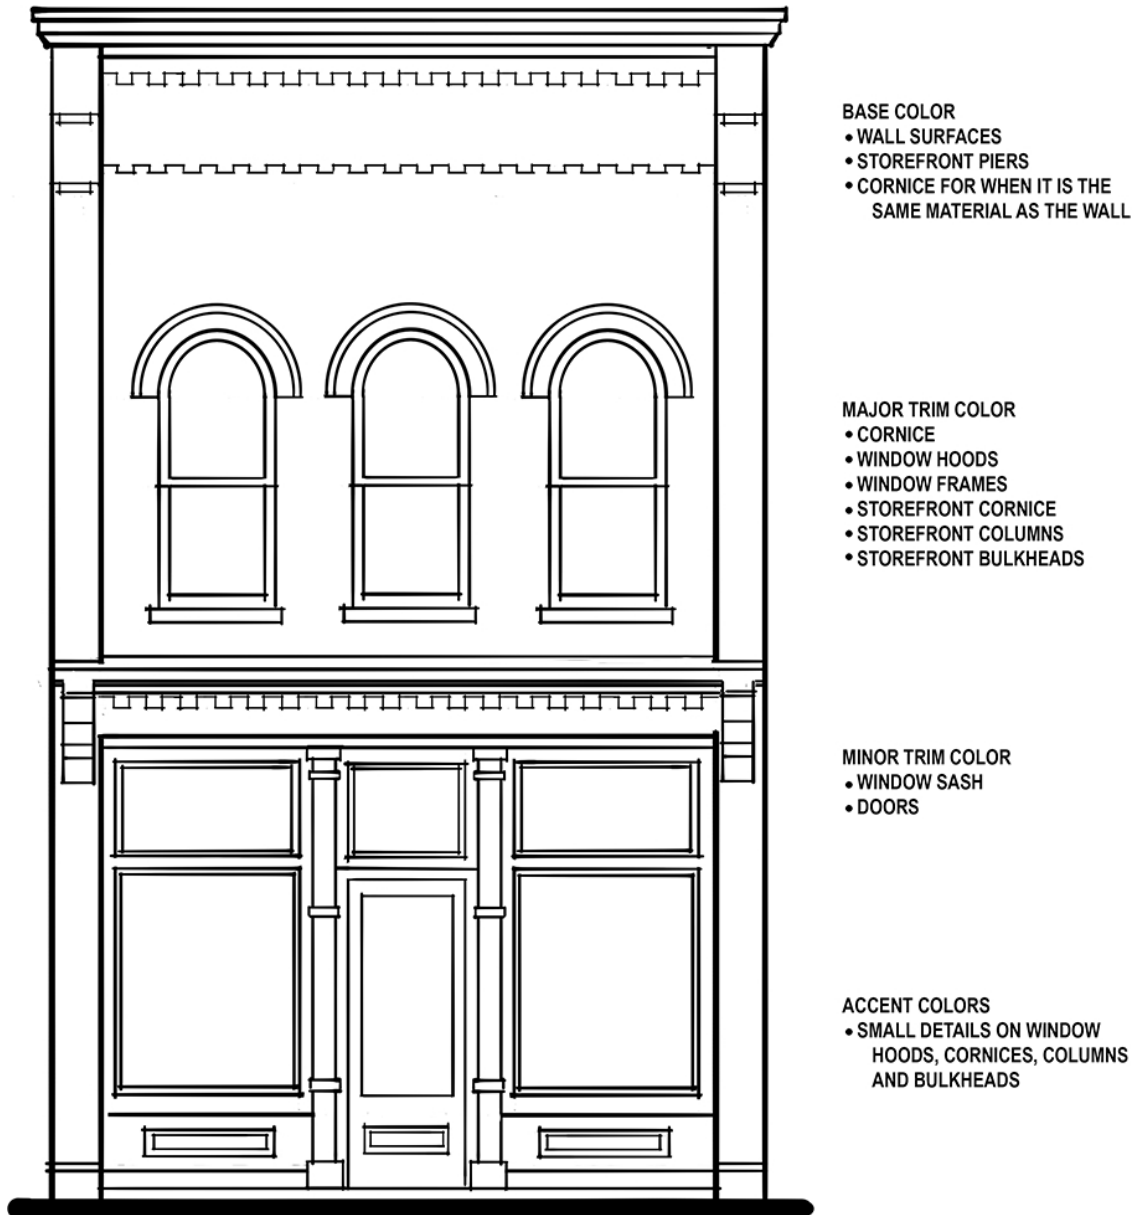 BASE COLOR
• WALL SURFACES
• STOREFRONT PIERS
• CORNICE FOR WHEN IT IS THE
SAME MATERIAL AS THE WALL
MAJOR TRIM COLOR
• CORNICE
• WINDOW HOODS
• WINDOW FRAMES
• STOREFRONT CORNICE
• STOREFRONT COLUMNS
• STOREFRONT BULKHEADS
MINOR TRIM COLOR
• WINDOW SASH
• DOORS
ACCENT COLORS
• SMALL DETAILS ON WINDOW
HOODS, CORNICES, COLUMNS
AND BULKHEADS